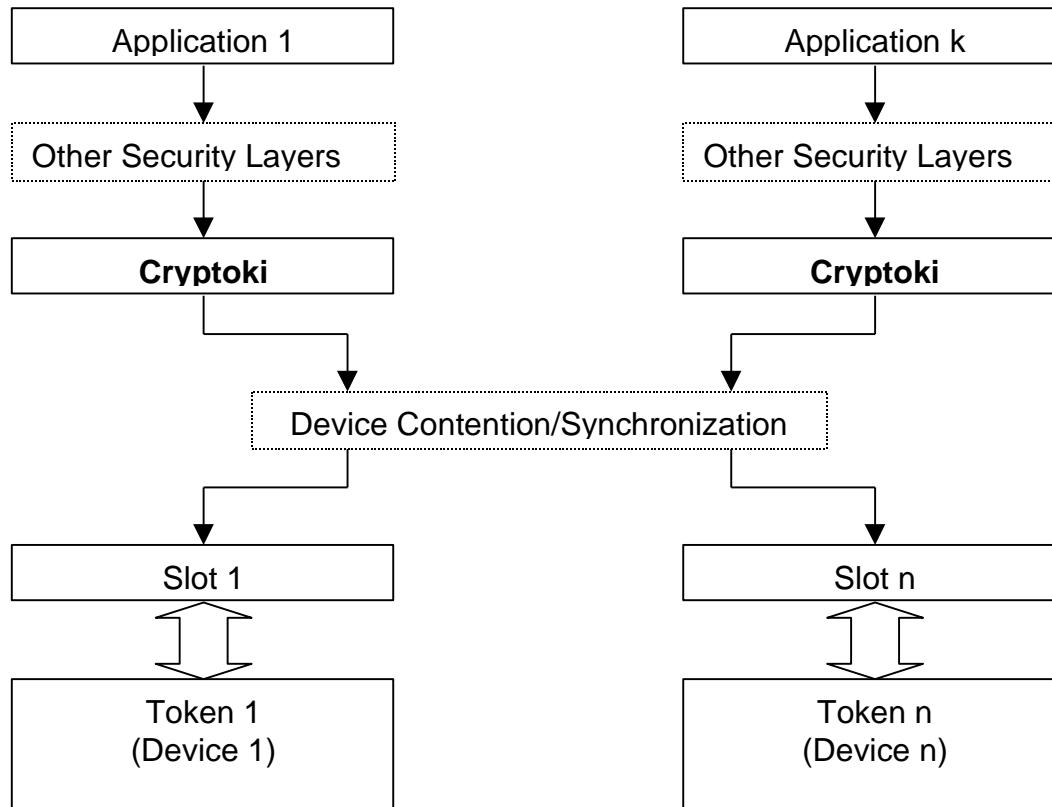 Application 1
Application k
Other Security Layers
Other Security Layers
Cryptoki
Cryptoki
Device Contention/Synchronization
Slot 1
Slot n
Token 1
(Device 1)
Token n
(Device n)